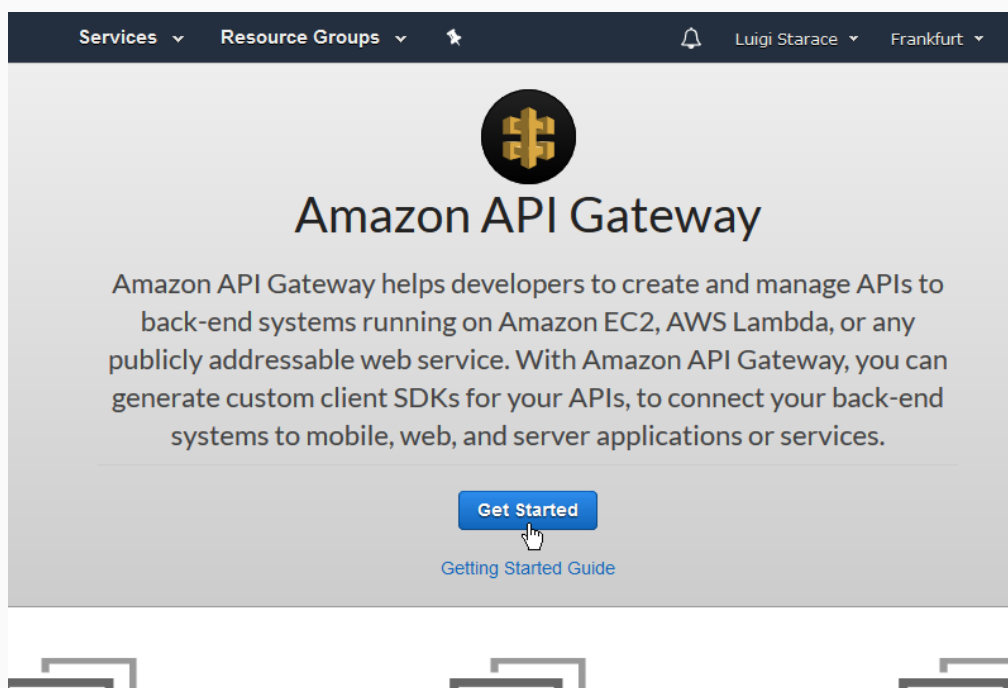 Services Resource Groups Luigi Starace Frankfurt
Amazon API Gateway
Amazon API Gateway helps developers to create and manage APIs to
back-end systems running on Amazon EC2, AWS Lambda, or any
publicly addressable web service. With Amazon API Gateway, you can
generate custom client SDKs for your APIs, to connect your back-end
systems to mobile, web, and server applications or services.
Get Started
Getting Started Guide